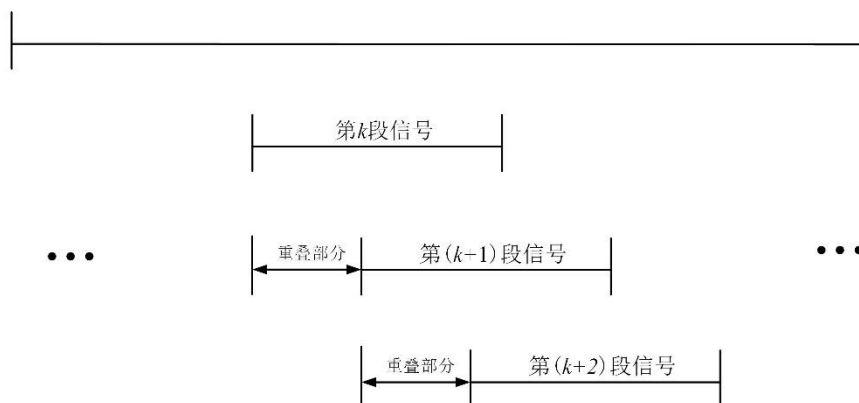 第k段信号
重叠部分
第(k+1)段信号
重叠部分
第(k+2)段信号